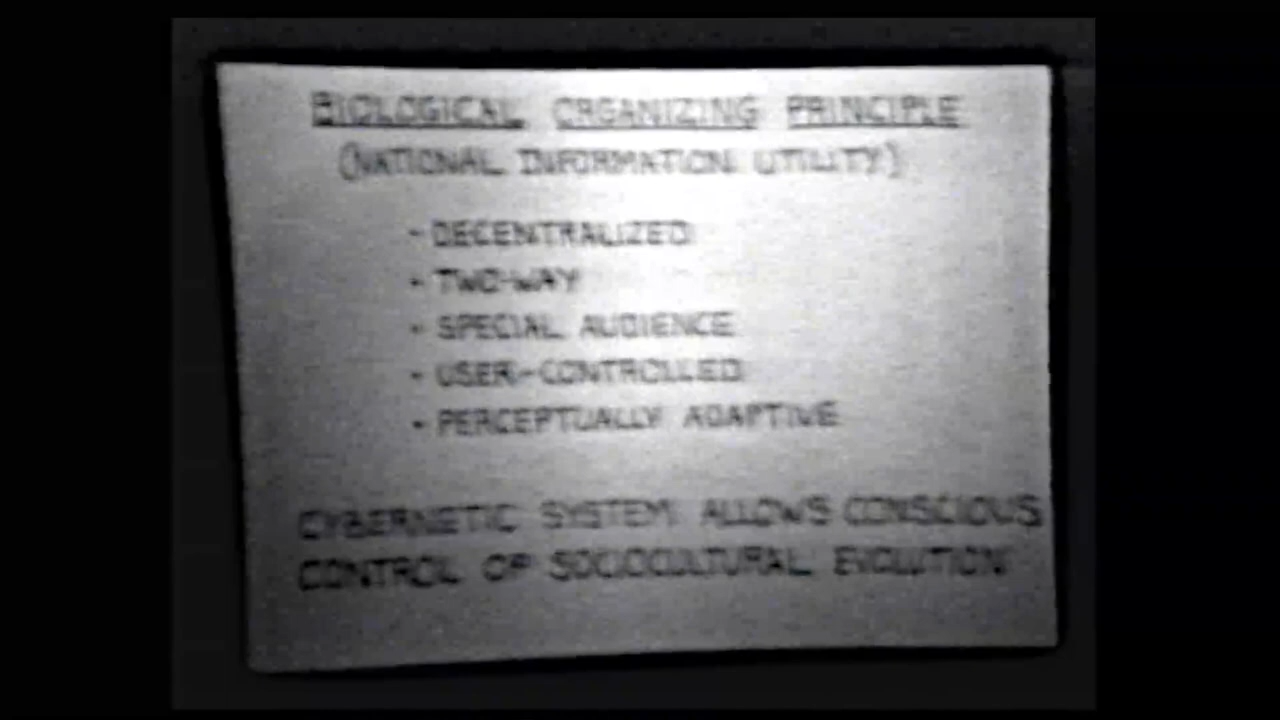 BIOLOGICAL ORGANIZING PRINCIPLE
(NATIONAL INFORMATION UTILITY)
- DECENTRALIZED
- TWO-WAY
- SPECIAL AUDIENCE
- USER-CONTROLLED
- PERCEPTUALLY ADAPTIVE
CYBERNETIC SYSTEM ALLOWS CONSCIOUS
CONTROL OF SOCIOCULTURAL EVOLUTION